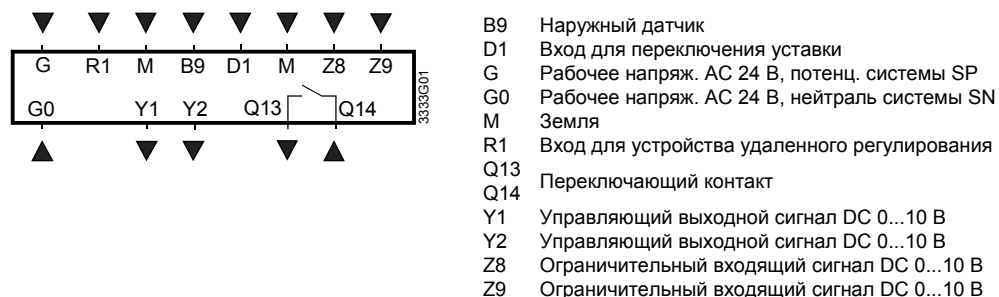 G R1 M B9 D1 M Z8 Z9
G0 Y1 Y2 Q13 Q14
3333G01
B9 Наружный датчик
D1 Вход для переключения уставки
G Рабочее напряж. AC 24 В, потенц. системы SP
G0 Рабочее напряж. AC 24 В, нейтраль системы SN
M Земля
R1 Вход для устройства удаленного регулирования
Q13
Q14 Переключающий контакт
Y1 Управляющий выходной сигнал DC 0...10 В
Y2 Управляющий выходной сигнал DC 0...10 В
Z8 Ограничительный входящий сигнал DC 0...10 В
Z9 Ограничительный входящий сигнал DC 0...10 В